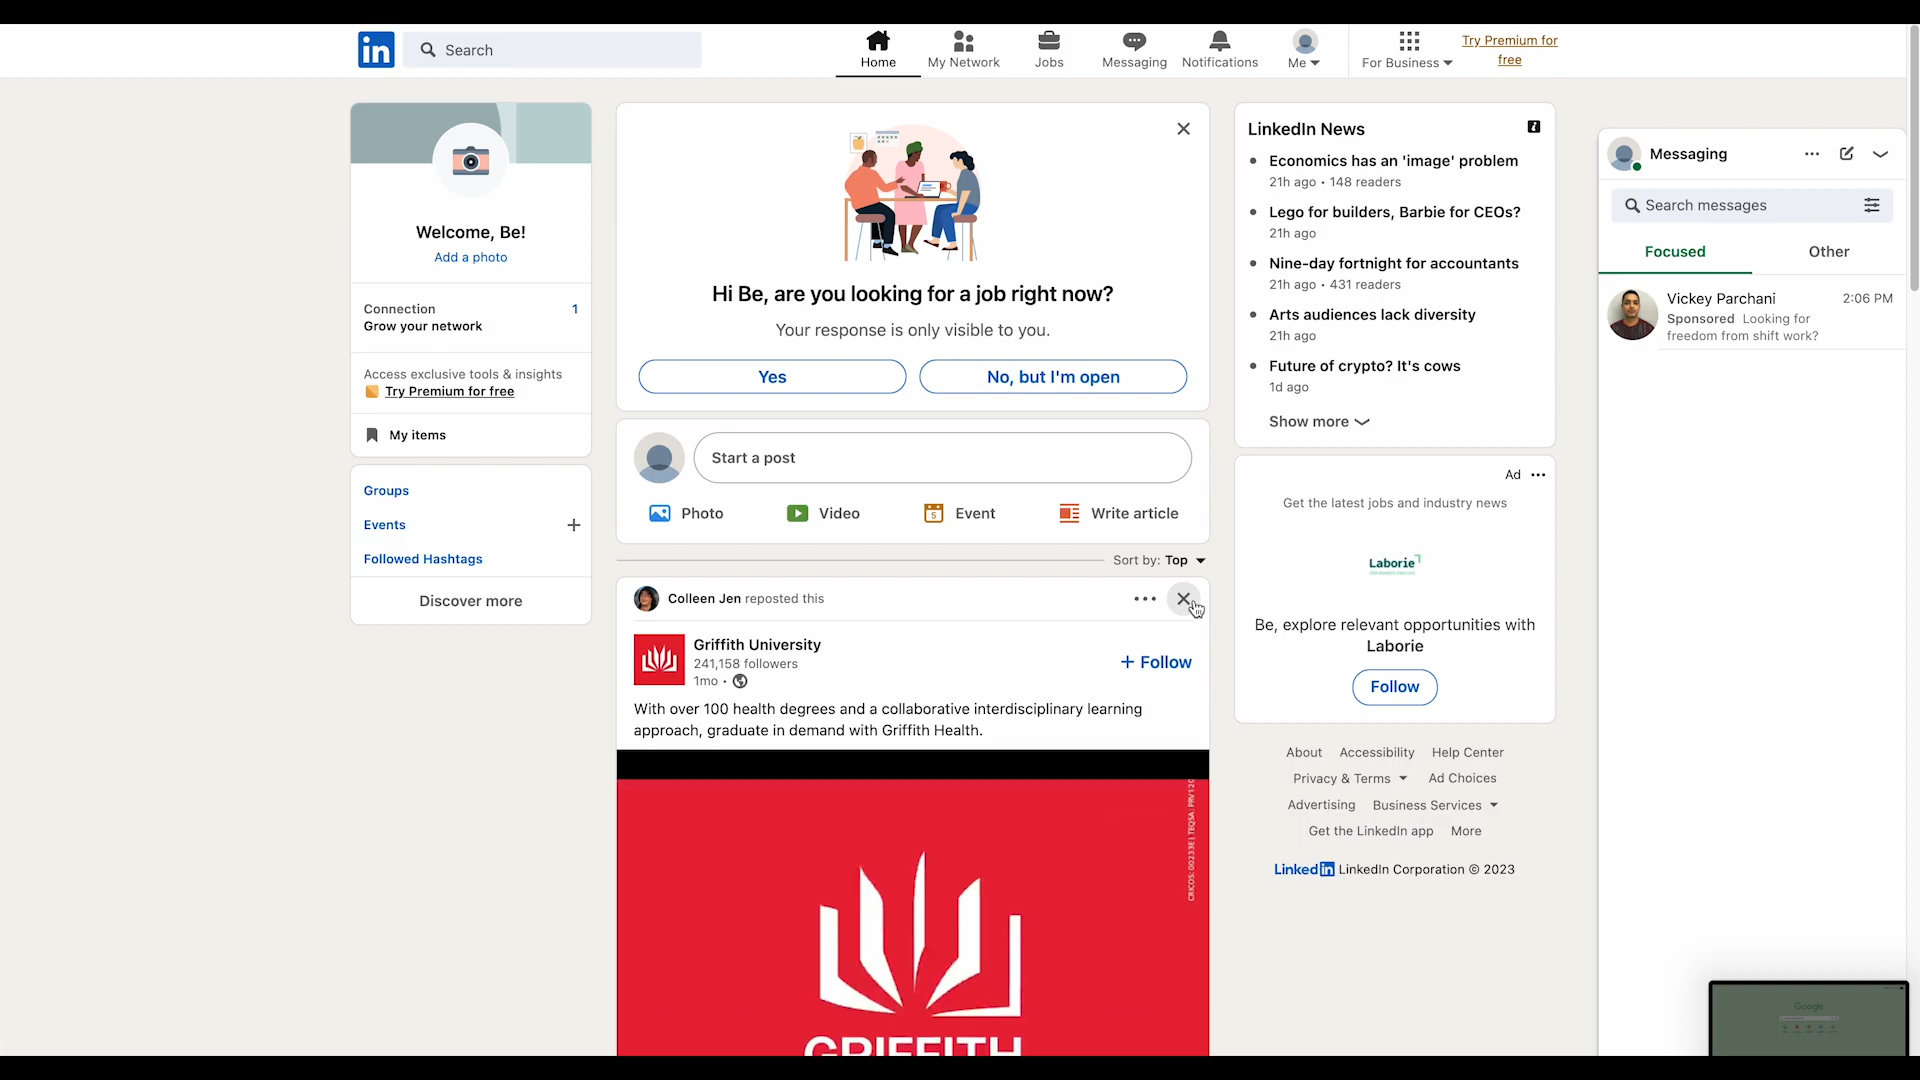 in
Search
Home
My Network
Jobs
Messaging
Notifications
Me
For Business
Try Premium for
free
Welcome, Be!
Add a photo
Connection 1
Grow your network
Access exclusive tools & insights
Try Premium for free
My items
Groups
Events
Followed Hashtags
Discover more
Hi Be, are you looking for a job right now?
Your response is only visible to you.
Yes
No, but I'm open
Start a post
Photo
Video
5
Event
Write article
Sort by: Top
Colleen Jen reposted this
Griffith University
241,158 followers
1mo •
+ Follow
With over 100 health degrees and a collaborative interdisciplinary learning
approach, graduate in demand with Griffith Health.
GRIFFITH
LinkedIn News
Economics has an 'image' problem
21h ago • 148 readers
Lego for builders, Barbie for CEOs?
21h ago
Nine-day fortnight for accountants
21h ago • 431 readers
Arts audiences lack diversity
21h ago
Future of crypto? It's cows
1d ago
Show more
Ad
Get the latest jobs and industry news
Laborie
Be, explore relevant opportunities with
Laborie
Follow
About Accessibility Help Center
Privacy & Terms Ad Choices
Advertising Business Services
Get the LinkedIn app More
LinkedIn LinkedIn Corporation © 2023
Messaging
Search messages
Focused
Other
Vickey Parchani 2:06 PM
Sponsored Looking for
freedom from shift work?
Google